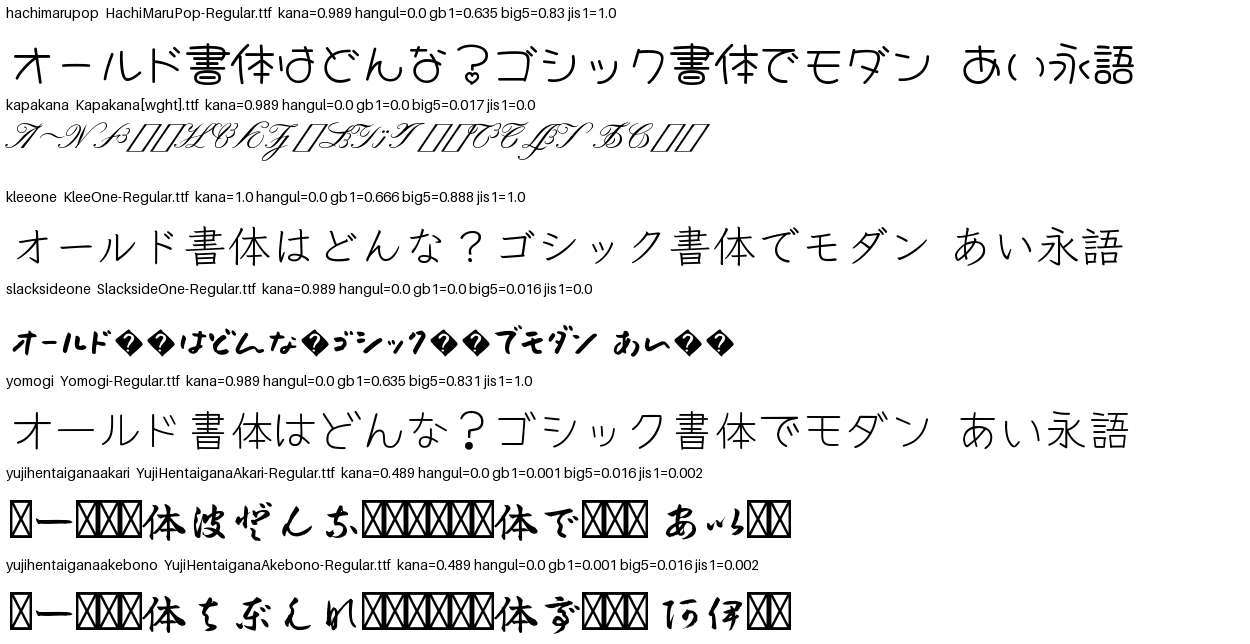 hachimarupop HachiMaruPop-Regular.ttf kana=0.989 hangul=0.0 gb1=0.635 big5=0.83 jis1=1.0
オールド書体はどんな?ゴシック書体でモダン あい永語
kapakana Kapakana[wght].ttf kana=0.989 hangul=0.0 gb1=0.0 big5=0.017 jis1=0.0
kleeone KleeOne-Regular.ttf kana=1.0 hangul=0.0 gb1=0.666 big5=0.888 jis1=1.0
オールド書体はどんな?ゴシック書体でモダン あい永語
slacksideone SlacksideOne-Regular.ttf kana=0.989 hangul=0.0 gb1=0.0 big5=0.016 jis1=0.0
オールド��はどんな�ゴシック��でモダン あい��
yomogi Yomogi-Regular.ttf kana=0.989 hangul=0.0 gb1=0.635 big5=0.831 jis1=1.0
オールド書体はどんな?ゴシック書体でモダン あい永語
yujihentaiganaakari YujiHentaiganaAkari-Regular.ttf kana=0.489 hangul=0.0 gb1=0.001 big5=0.016 jis1=0.002
yujihentaiganaakebono YujiHentaiganaAkebono-Regular.ttf kana=0.489 hangul=0.0 gb1=0.001 big5=0.016 jis1=0.002